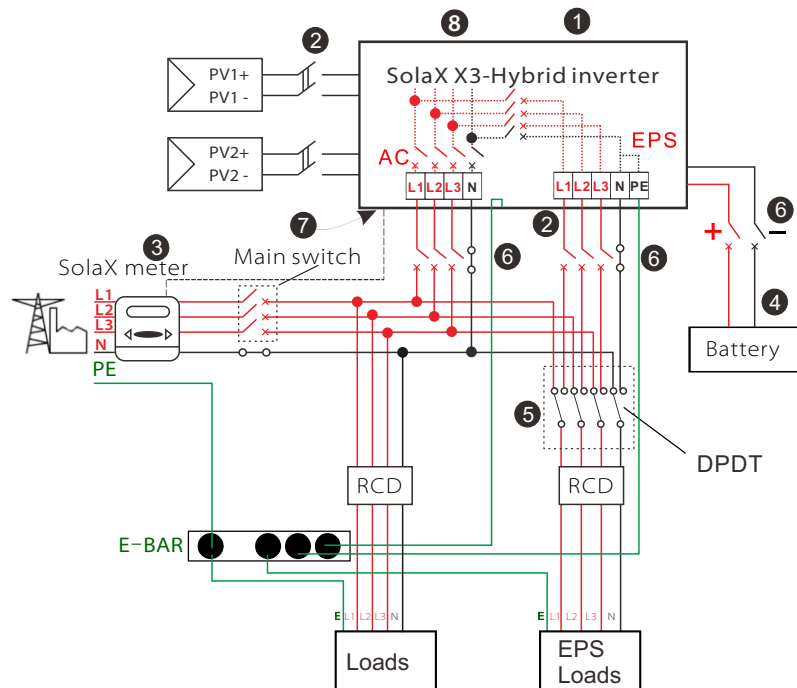 8
1
2
PV1+
PV1 -
SolaX X3-Hybrid inverter
PV2+
PV2 -
AC
EPS
L1 L2 L3 N
L1 L2 L3 N PE
7
2
6
+
−
6
3
6
SolaX meter
Main switch
4
L1
L2
L3
N
PE
Battery
5
DPDT
RCD
RCD
E-BAR
E L1 L2 L3 N
E L1 L2 L3 N
Loads
EPS
Loads